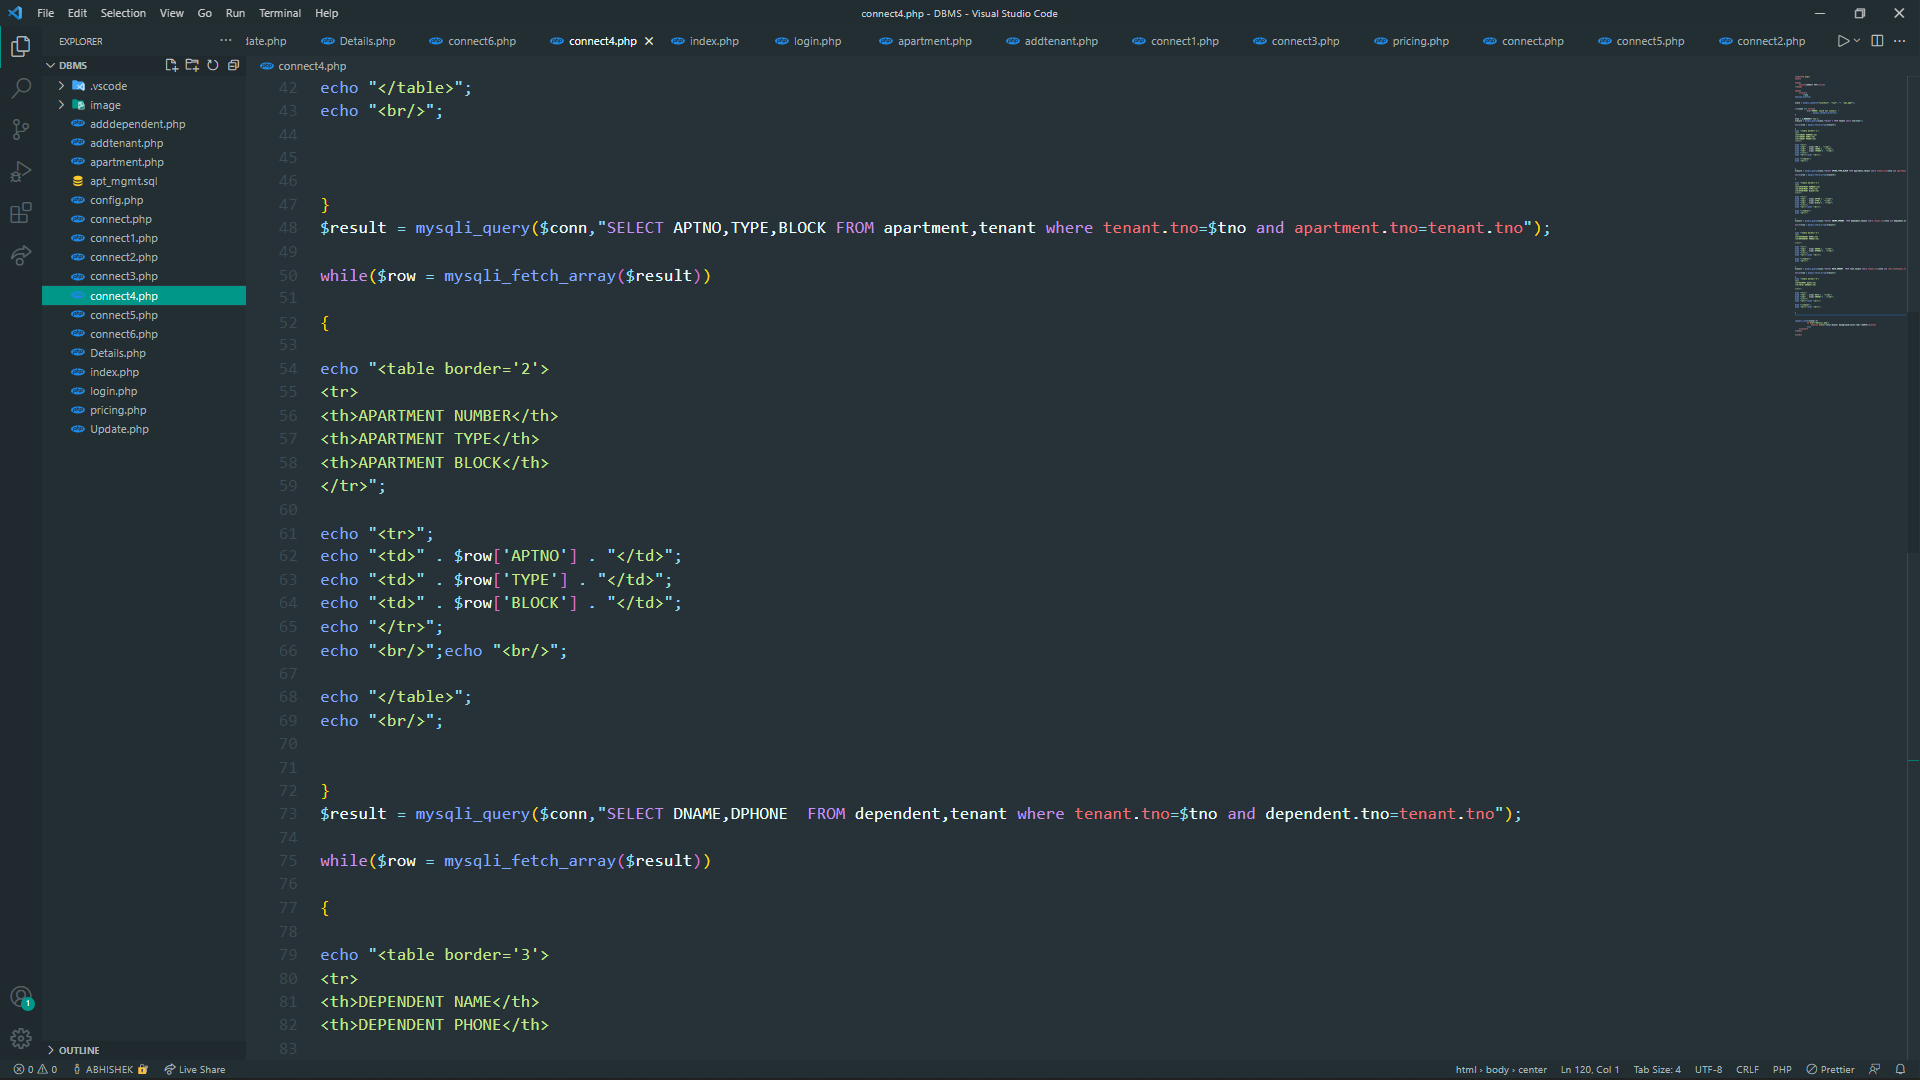 File Edit Selection View Go Run Terminal Help
connect4.php - DBMS - Visual Studio Code
EXPLORER
date.php Details.php connect6.php connect4.php index.php login.php apartment.php addtenant.php connect1.php connect3.php pricing.php connect.php connect5.php connect2.php
DBMS
connect4.php
.vscode
image
adddependent.php
addtenant.php
apartment.php
apt_mgmt.sql
config.php
connect.php
connect1.php
connect2.php
connect3.php
connect4.php
connect5.php
connect6.php
Details.php
index.php
login.php
pricing.php
Update.php
OUTLINE
42 echo "</table>";
43 echo "<br/>";
44
45
46
47 }
48 $result = mysqli_query($conn,"SELECT APTNO,TYPE,BLOCK FROM apartment,tenant where tenant.tno=$tno and apartment.tno=tenant.tno");
49
50 while($row = mysqli_fetch_array($result))
51
52 {
53
54 echo "<table border='2'>
55 <tr>
56 <th>APARTMENT NUMBER</th>
57 <th>APARTMENT TYPE</th>
58 <th>APARTMENT BLOCK</th>
59 </tr>";
60
61 echo "<tr>";
62 echo "<td>" . $row['APTNO'] . "</td>";
63 echo "<td>" . $row['TYPE'] . "</td>";
64 echo "<td>" . $row['BLOCK'] . "</td>";
65 echo "</tr>";
66 echo "<br/>";echo "<br/>";
67
68 echo "</table>";
69 echo "<br/>";
70
71
72 }
73 $result = mysqli_query($conn,"SELECT DNAME,DPHONE  FROM dependent,tenant where tenant.tno=$tno and dependent.tno=tenant.tno");
74
75 while($row = mysqli_fetch_array($result))
76
77 {
78
79 echo "<table border='3'>
80 <tr>
81 <th>DEPENDENT NAME</th>
82 <th>DEPENDENT PHONE</th>
83
1
0 0 ABHISHEK Live Share
html › body › center Ln 120, Col 1 Tab Size: 4 UTF-8 CRLF PHP Prettier